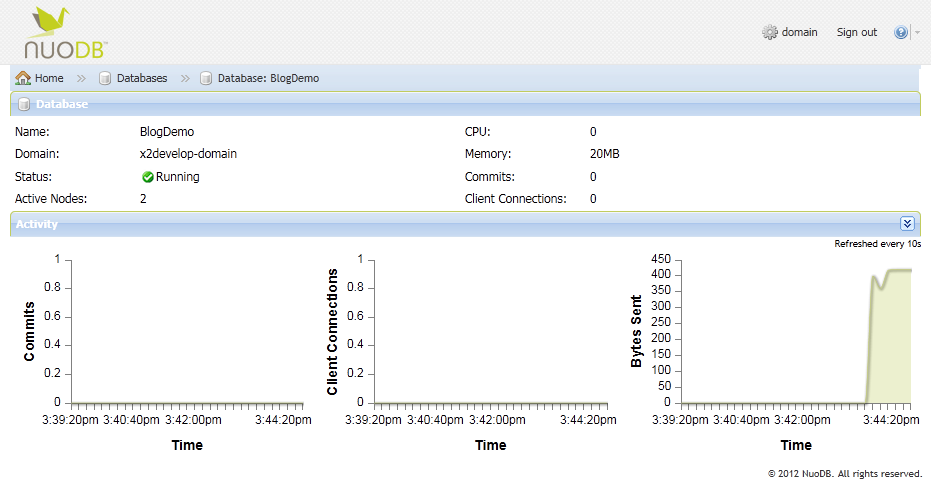 NUODB™
domain Sign out ?
Home » Databases » Database: BlogDemo
Database
Name: BlogDemo CPU: 0
Domain: x2develop-domain Memory: 20MB
Status: Running Commits: 0
Active Nodes: 2 Client Connections: 0
Activity
Refreshed every 10s
Commits
1
0.8
0.6
0.4
0.2
0
3:39:20pm 3:40:40pm 3:42:00pm 3:44:20pm
Time
Client Connections
1
0.8
0.6
0.4
0.2
0
3:39:20pm 3:40:40pm 3:42:00pm 3:44:20pm
Time
Bytes Sent
450
400
350
300
250
200
150
100
50
0
3:39:20pm 3:40:40pm 3:42:00pm 3:44:20pm
Time
© 2012 NuoDB. All rights reserved.